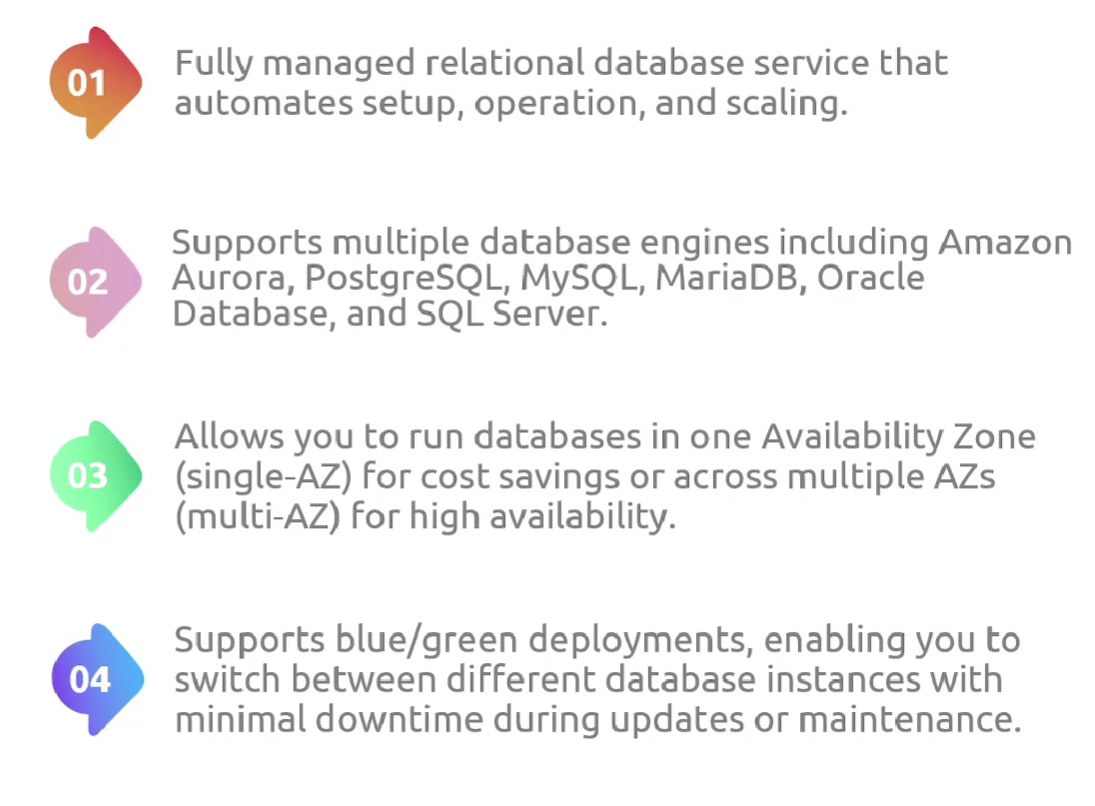 01
Fully managed relational database service that
automates setup, operation, and scaling.
02
Supports multiple database engines including Amazon
Aurora, PostgreSQL, MySQL, MariaDB, Oracle
Database, and SQL Server.
03
Allows you to run databases in one Availability Zone
(single-AZ) for cost savings or across multiple AZs
(multi-AZ) for high availability.
04
Supports blue/green deployments, enabling you to
switch between different database instances with
minimal downtime during updates or maintenance.